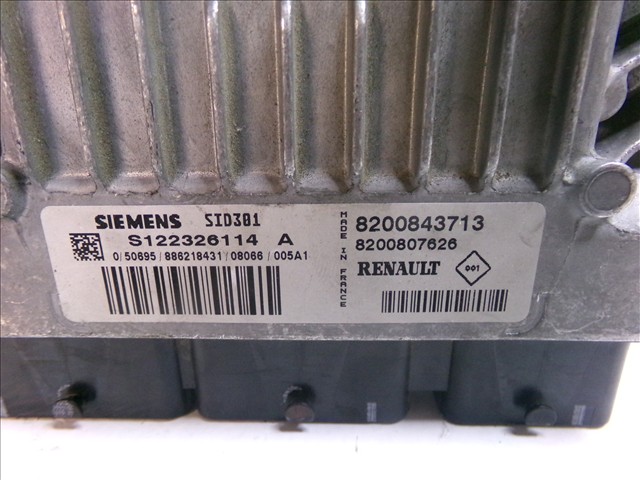 SIEMENS SID301
S122326114 A
0/50695/886218431/08066/005A1
MADE IN FRANCE
8200843713
8200807626
RENAULT 001